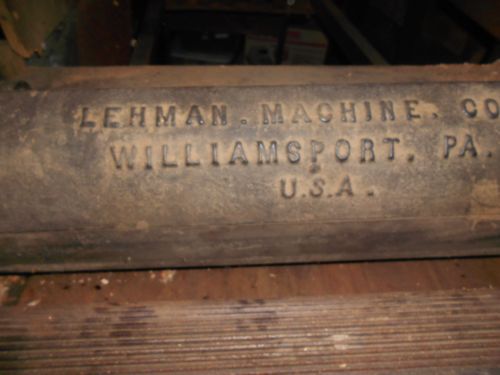 LEHMAN. MACHINE. CO
WILLIAMSPORT, PA.
U.S.A.